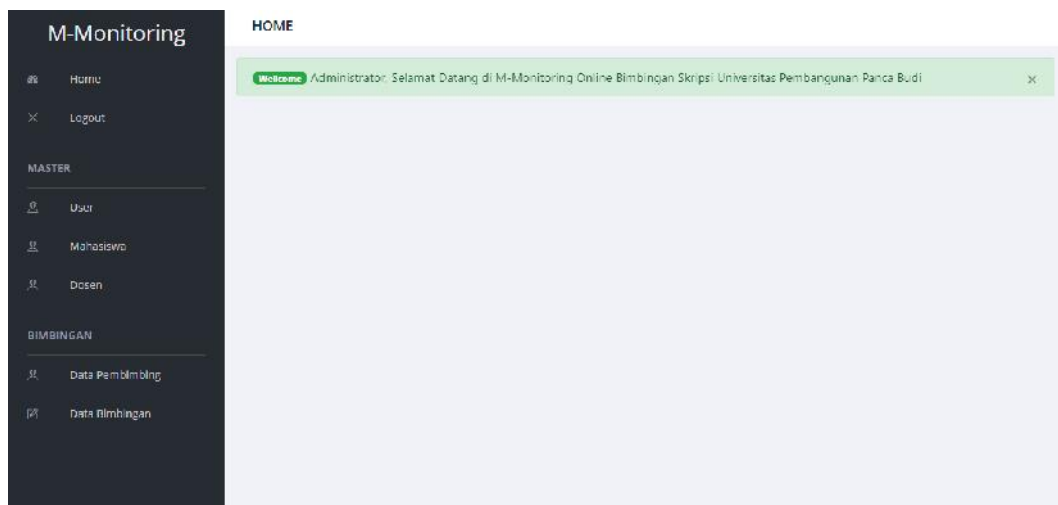 M-Monitoring
Home
Logout
MASTER
User
Mahasiswa
Dosen
BIMBINGAN
Data Pembimbing
Data Bimbingan
HOME
Wellcome Administrator, Selamat Datang di M-Monitoring Online Bimbingan Skripsi Universitas Pembangunan Panca Budi ×